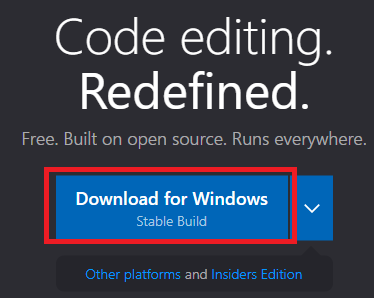 Code editing.
Redefined.
Free. Built on open source. Runs everywhere.
Download for Windows
Stable Build
Other platforms and Insiders Edition